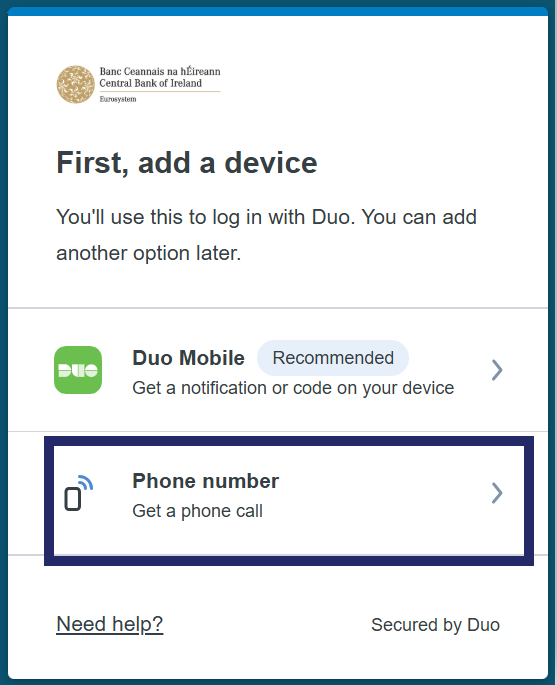 Banc Ceannais na hÉireann
Central Bank of Ireland
Eurosystem
First, add a device
You'll use this to log in with Duo. You can add
another option later.
DUO
Duo Mobile Recommended
Get a notification or code on your device
Phone number
Get a phone call
Need help? Secured by Duo